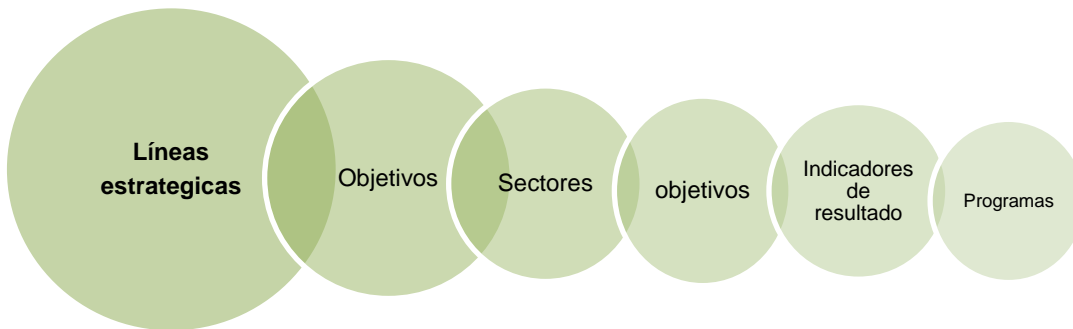 Líneas
estrategicas
Objetivos
Sectores
objetivos
Indicadores
de
resultado
Programas